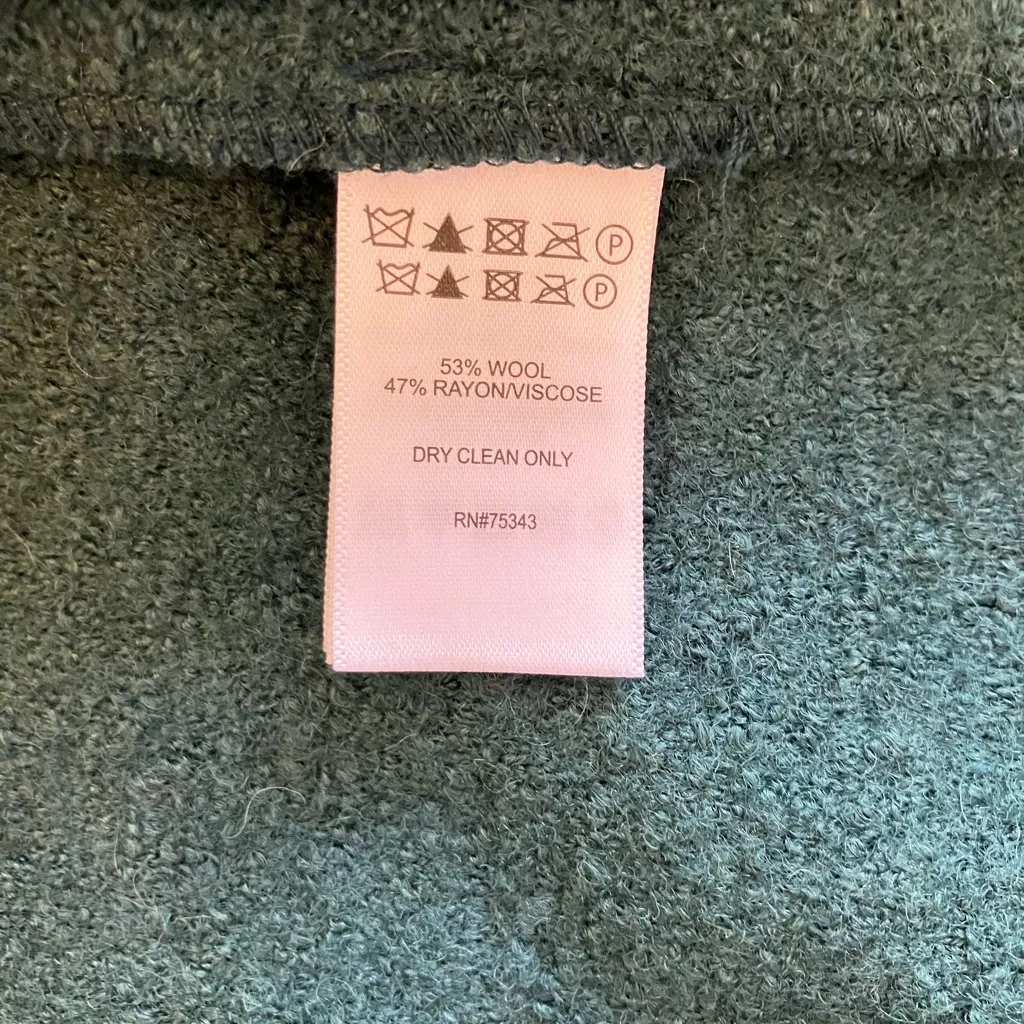 P
P
53% WOOL
47% RAYON/VISCOSE
DRY CLEAN ONLY
RN#75343